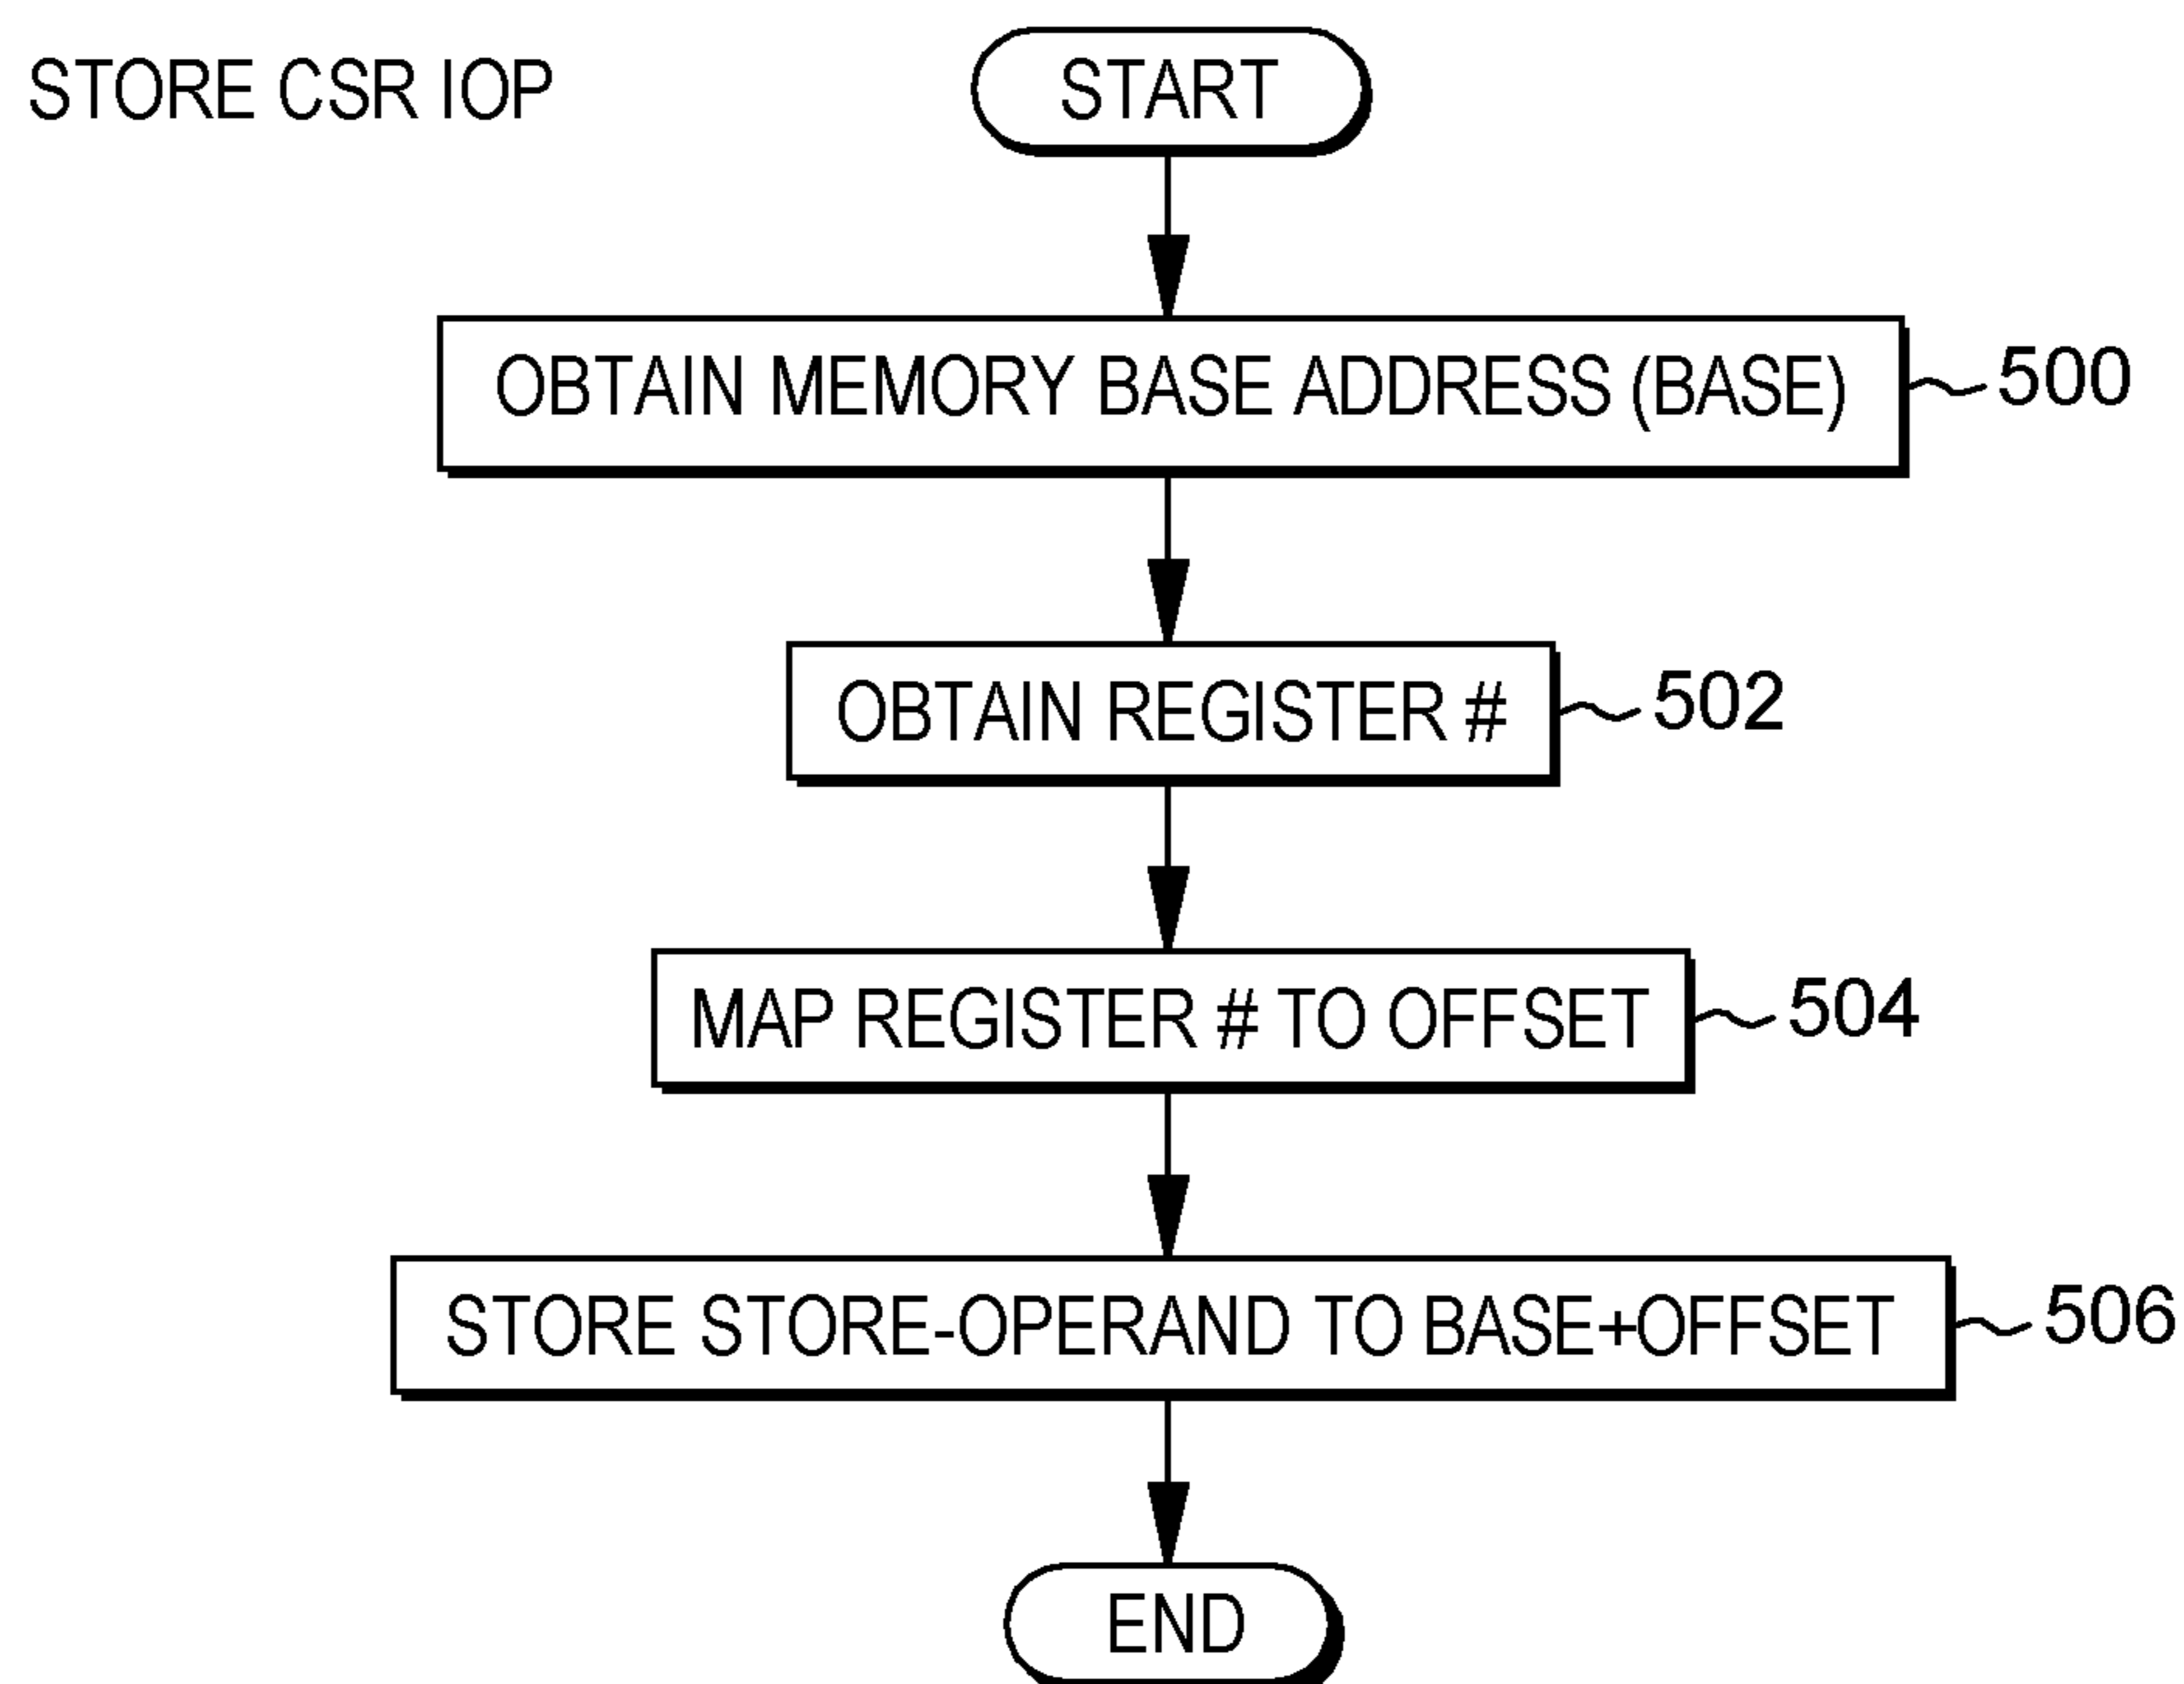 STORE CSR IOP
START
OBTAIN MEMORY BASE ADDRESS (BASE)
500
OBTAIN REGISTER #
502
MAP REGISTER # TO OFFSET
504
STORE STORE-OPERAND TO BASE+OFFSET
506
END